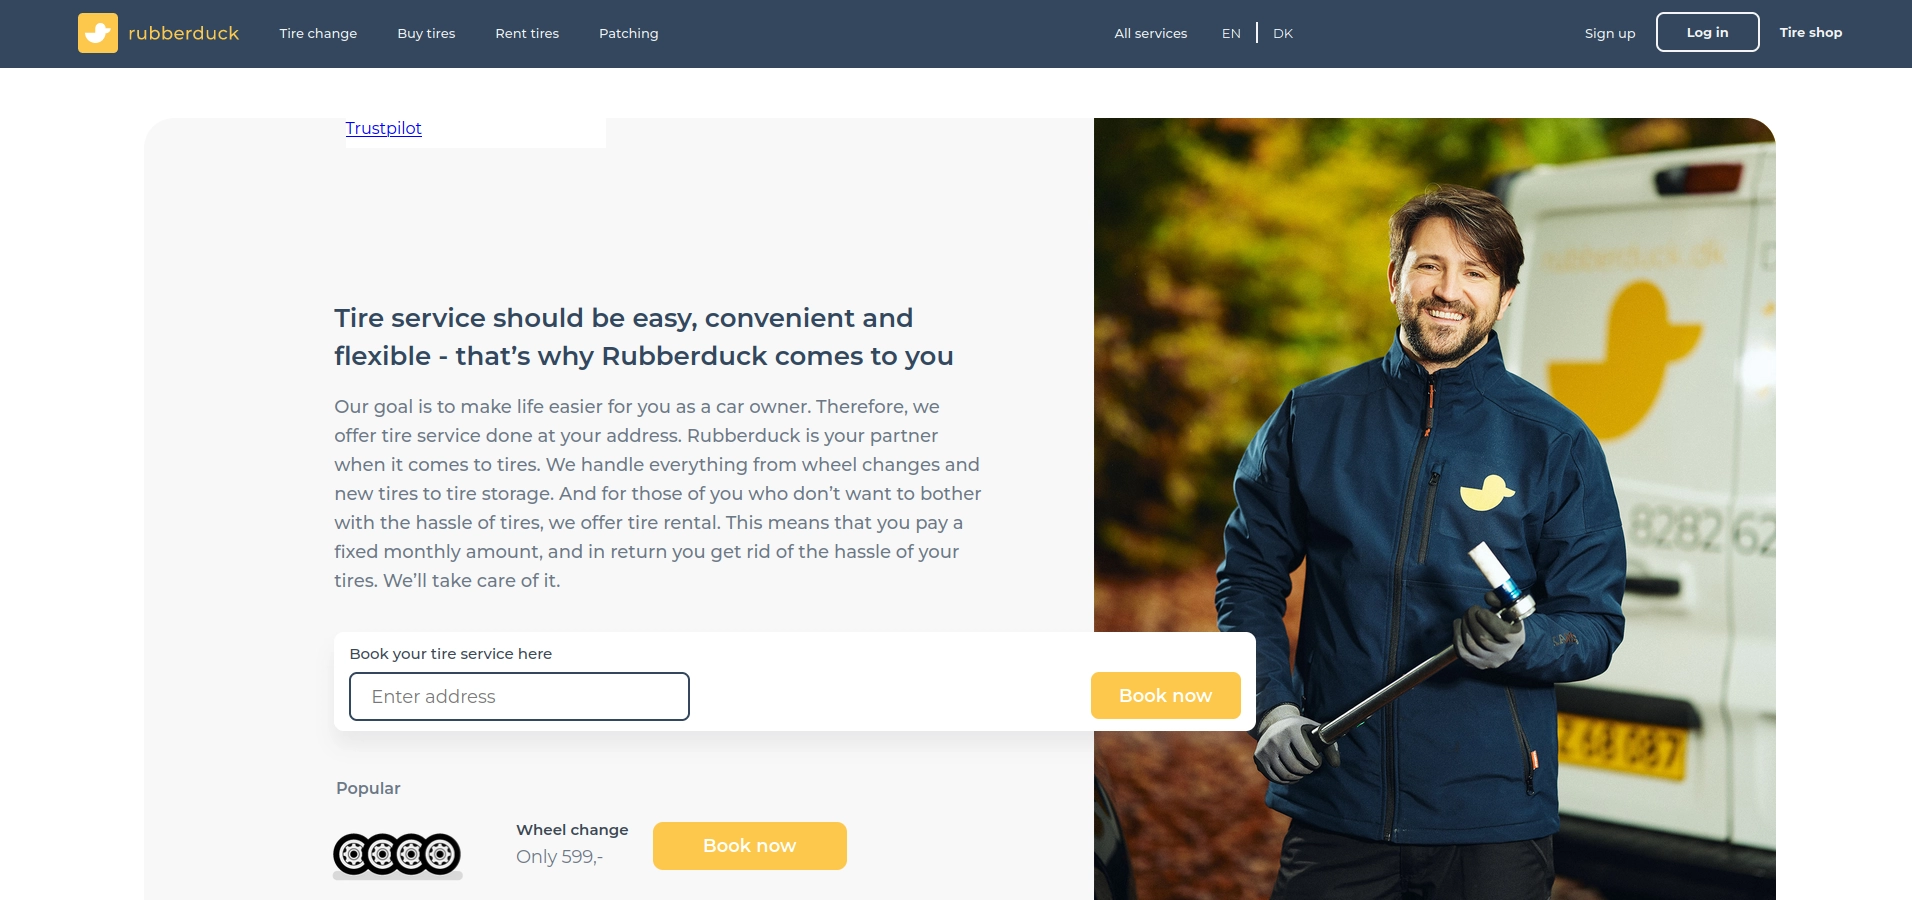 rubberduck
Tire change
Buy tires
Rent tires
Patching
All services
EN
DK
Sign up
Log in
Tire shop
Trustpilot
rubberduck.dk
Tire service should be easy, convenient and
flexible - that’s why Rubberduck comes to you
Our goal is to make life easier for you as a car owner. Therefore, we
offer tire service done at your address. Rubberduck is your partner
when it comes to tires. We handle everything from wheel changes and
new tires to tire storage. And for those of you who don’t want to bother
with the hassle of tires, we offer tire rental. This means that you pay a
fixed monthly amount, and in return you get rid of the hassle of your
tires. We’ll take care of it.
8282 62
Book your tire service here
Enter address
Book now
Popular
Wheel change
Only 599,-
Book now